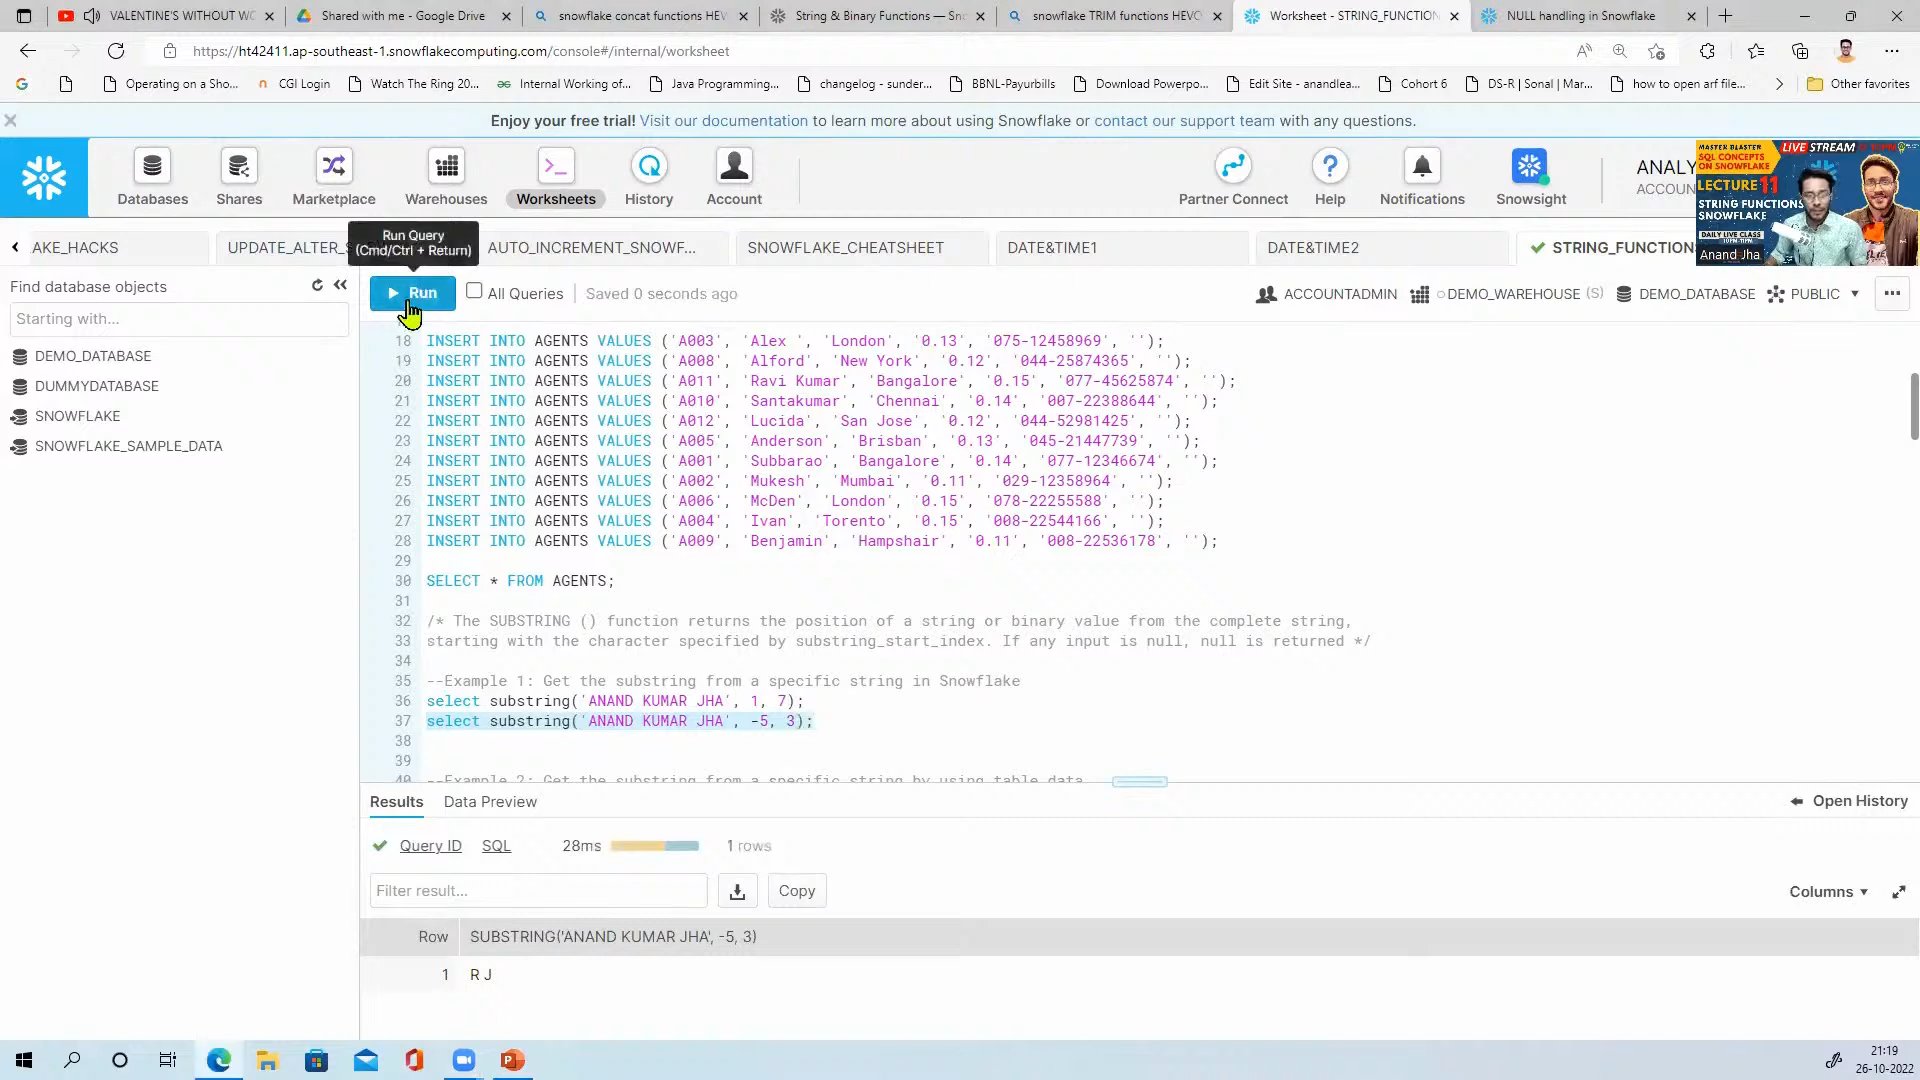 VALENTINE'S WITHOUT WC
Shared with me - Google Drive
snowflake concat functions HEV
String & Binary Functions — Sno
snowflake TRIM functions HEVO
Worksheet - STRING_FUNCTION
NULL handling in Snowflake
https://ht42411.ap-southeast-1.snowflakecomputing.com/console#/internal/worksheet
Operating on a Sho...
CGI Login
Watch The Ring 20...
Internal Working of...
Java Programming...
changelog - sunder...
BBNL-Payurbills
Download Powerpo...
Edit Site - anandlea...
Cohort 6
DS-R | Sonal | Mar...
how to open arf file...
Other favorites
Enjoy your free trial! Visit our documentation to learn more about using Snowflake or contact our support team with any questions.
Databases
Shares
Marketplace
Warehouses
Worksheets
History
Account
Partner Connect
Help
Notifications
Snowsight
ANALY
ACCOUN
MASTER BLASTER
SQL CONCEPTS
ON SNOWFLAKE
LIVE STREAM
LECTURE 11
STRING FUNCTIONS
SNOWFLAKE
DAILY LIVE CLASS
10PM-11PM
Anand Jha
AKE_HACKS
UPDATE_ALTER_S
AUTO_INCREMENT_SNOWF...
SNOWFLAKE_CHEATSHEET
DATE&TIME1
DATE&TIME2
STRING_FUNCTION
Run Query
(Cmd/Ctrl + Return)
Find database objects
Starting with...
DEMO_DATABASE
DUMMYDATABASE
SNOWFLAKE
SNOWFLAKE_SAMPLE_DATA
Run
All Queries
Saved 0 seconds ago
ACCOUNTADMIN
DEMO_WAREHOUSE (S)
DEMO_DATABASE
PUBLIC
18 INSERT INTO AGENTS VALUES ('A003', 'Alex ', 'London', '0.13', '075-12458969', '');
19 INSERT INTO AGENTS VALUES ('A008', 'Alford', 'New York', '0.12', '044-25874365', '');
20 INSERT INTO AGENTS VALUES ('A011', 'Ravi Kumar', 'Bangalore', '0.15', '077-45625874', '');
21 INSERT INTO AGENTS VALUES ('A010', 'Santakumar', 'Chennai', '0.14', '007-22388644', '');
22 INSERT INTO AGENTS VALUES ('A012', 'Lucida', 'San Jose', '0.12', '044-52981425', '');
23 INSERT INTO AGENTS VALUES ('A005', 'Anderson', 'Brisban', '0.13', '045-21447739', '');
24 INSERT INTO AGENTS VALUES ('A001', 'Subbarao', 'Bangalore', '0.14', '077-12346674', '');
25 INSERT INTO AGENTS VALUES ('A002', 'Mukesh', 'Mumbai', '0.11', '029-12358964', '');
26 INSERT INTO AGENTS VALUES ('A006', 'McDen', 'London', '0.15', '078-22255588', '');
27 INSERT INTO AGENTS VALUES ('A004', 'Ivan', 'Torento', '0.15', '008-22544166', '');
28 INSERT INTO AGENTS VALUES ('A009', 'Benjamin', 'Hampshair', '0.11', '008-22536178', '');
29
30 SELECT * FROM AGENTS;
31
32 /* The SUBSTRING () function returns the position of a string or binary value from the complete string,
33 starting with the character specified by substring_start_index. If any input is null, null is returned */
34
35 --Example 1: Get the substring from a specific string in Snowflake
36 select substring('ANAND KUMAR JHA', 1, 7);
37 select substring('ANAND KUMAR JHA', -5, 3);
38
39
40 --Example 2: Get the substring from a specific string by using table data
Results
Data Preview
Open History
Query ID
SQL
28ms
1 rows
Filter result...
Copy
Columns
Row SUBSTRING('ANAND KUMAR JHA', -5, 3)
1 R J
21:19
26-10-2022